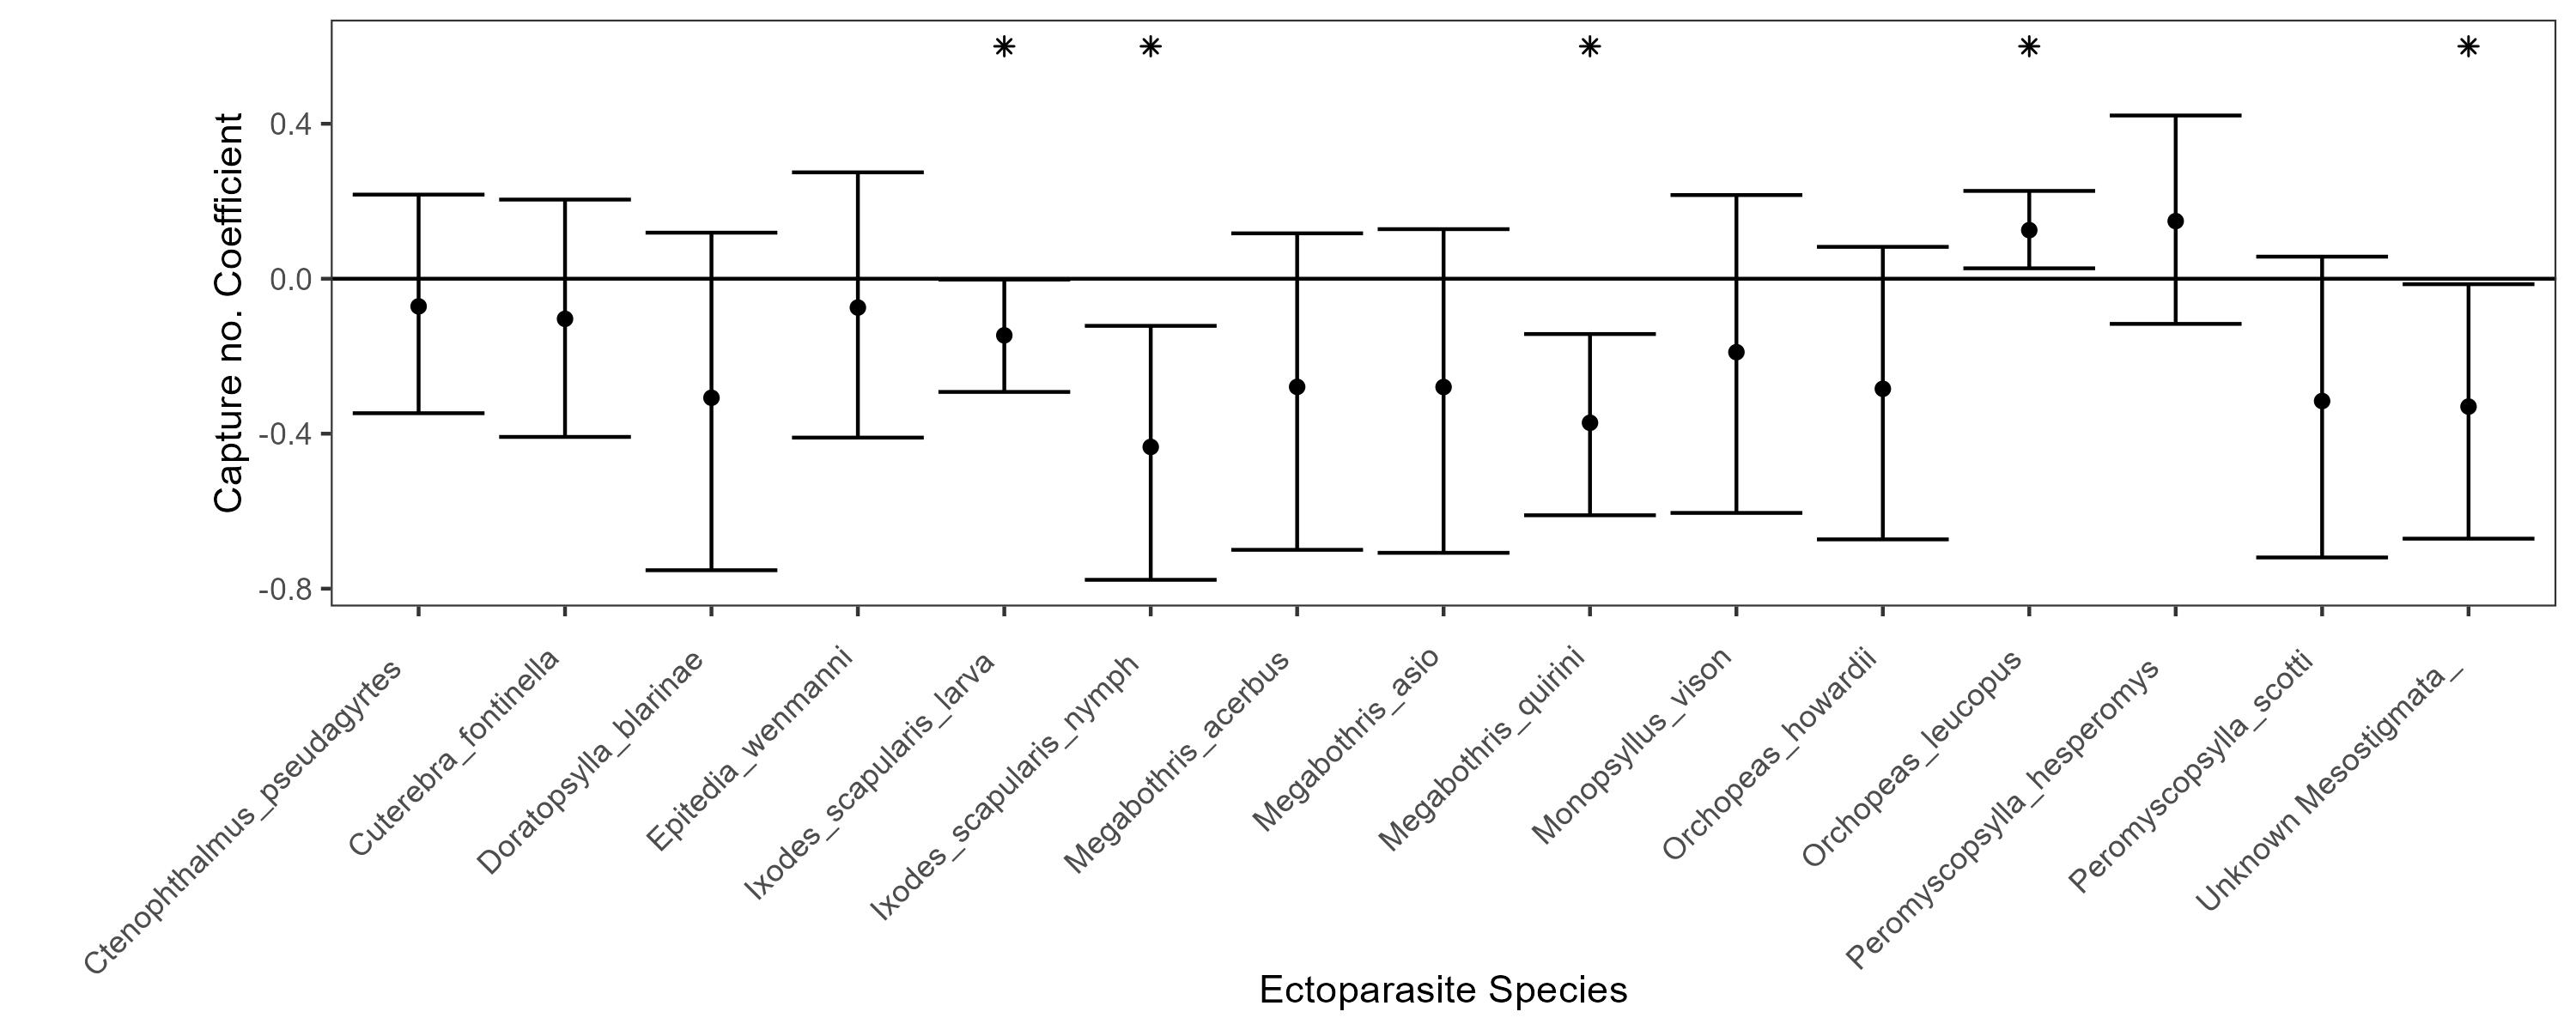 * * * * *
Capture no. Coefficient
0.4
0.0
-0.4
-0.8
Ctenophthalmus_pseudagyrtes
Cuterebra_fontinella
Doratopsylla_blarinae
Epitedia_wenmanni
Ixodes_scapularis_larva
Ixodes_scapularis_nymph
Megabothris_acerbus
Megabothris_asio
Megabothris_quirini
Monopsyllus_vison
Orchopeas_howardii
Orchopeas_leucopus
Peromyscopsylla_hesperomys
Peromyscopsylla_scotti
Unknown Mesostigmata_
Ectoparasite Species